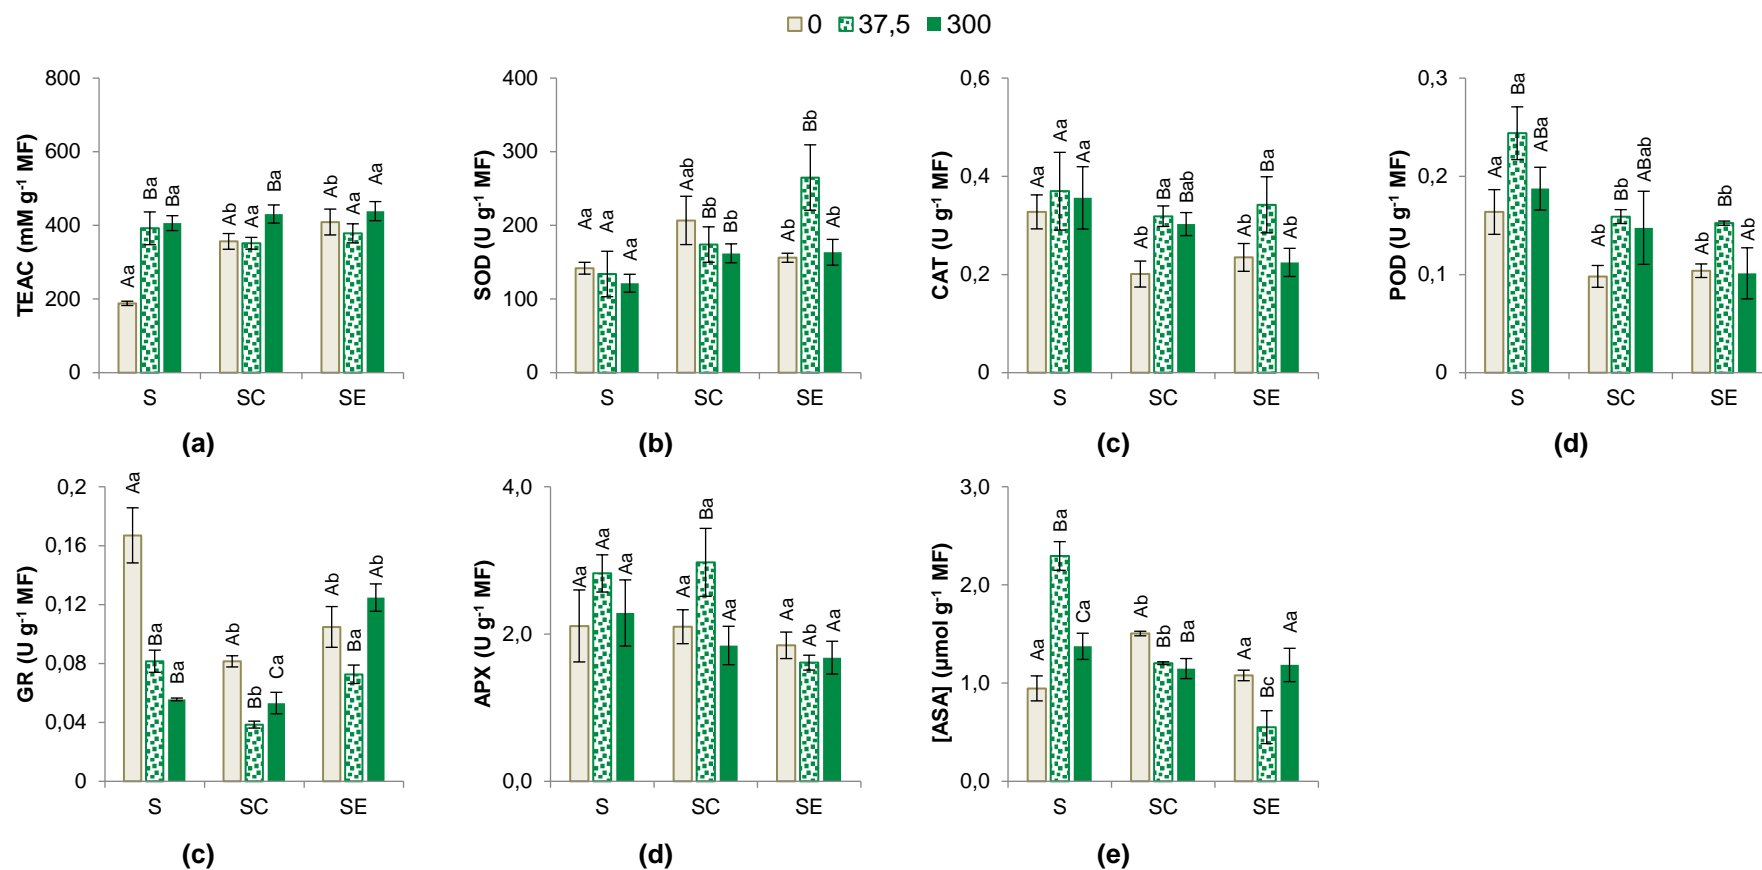 0 37,5 300
TEAC (mM g-1 MF)
800
600
400
200
0
Aa Ba Ba
Ab Aa Ba
Ab Aa Aa
S SC SE
(a)
SOD (U g-1 MF)
400
300
200
100
0
Aa Aa Aa
Aab Bb Bb
Ab Bb Ab
S SC SE
(b)
CAT (U g-1 MF)
0,6
0,4
0,2
0
Aa Aa Aa
Ab Ba Bab
Ab Ba Ab
S SC SE
(c)
POD (U g-1 MF)
0,3
0,2
0,1
0
Aa Ba ABa
Ab Bb ABab
Ab Bb Ab
S SC SE
(d)
GR (U g-1 MF)
0,2
0,16
0,12
0,08
0,04
0
Aa Ba Ba
Ab Bb Ca
Ab Ba Ab
S SC SE
(c)
APX (U g-1 MF)
4,0
2,0
0,0
Aa Aa Aa
Aa Ba Aa
Aa Ab Aa
S SC SE
(d)
[ASA] (µmol g-1 MF)
3,0
2,0
1,0
0,0
Aa Ba Ca
Ab Bb Ba
Aa Bc Aa
S SC SE
(e)